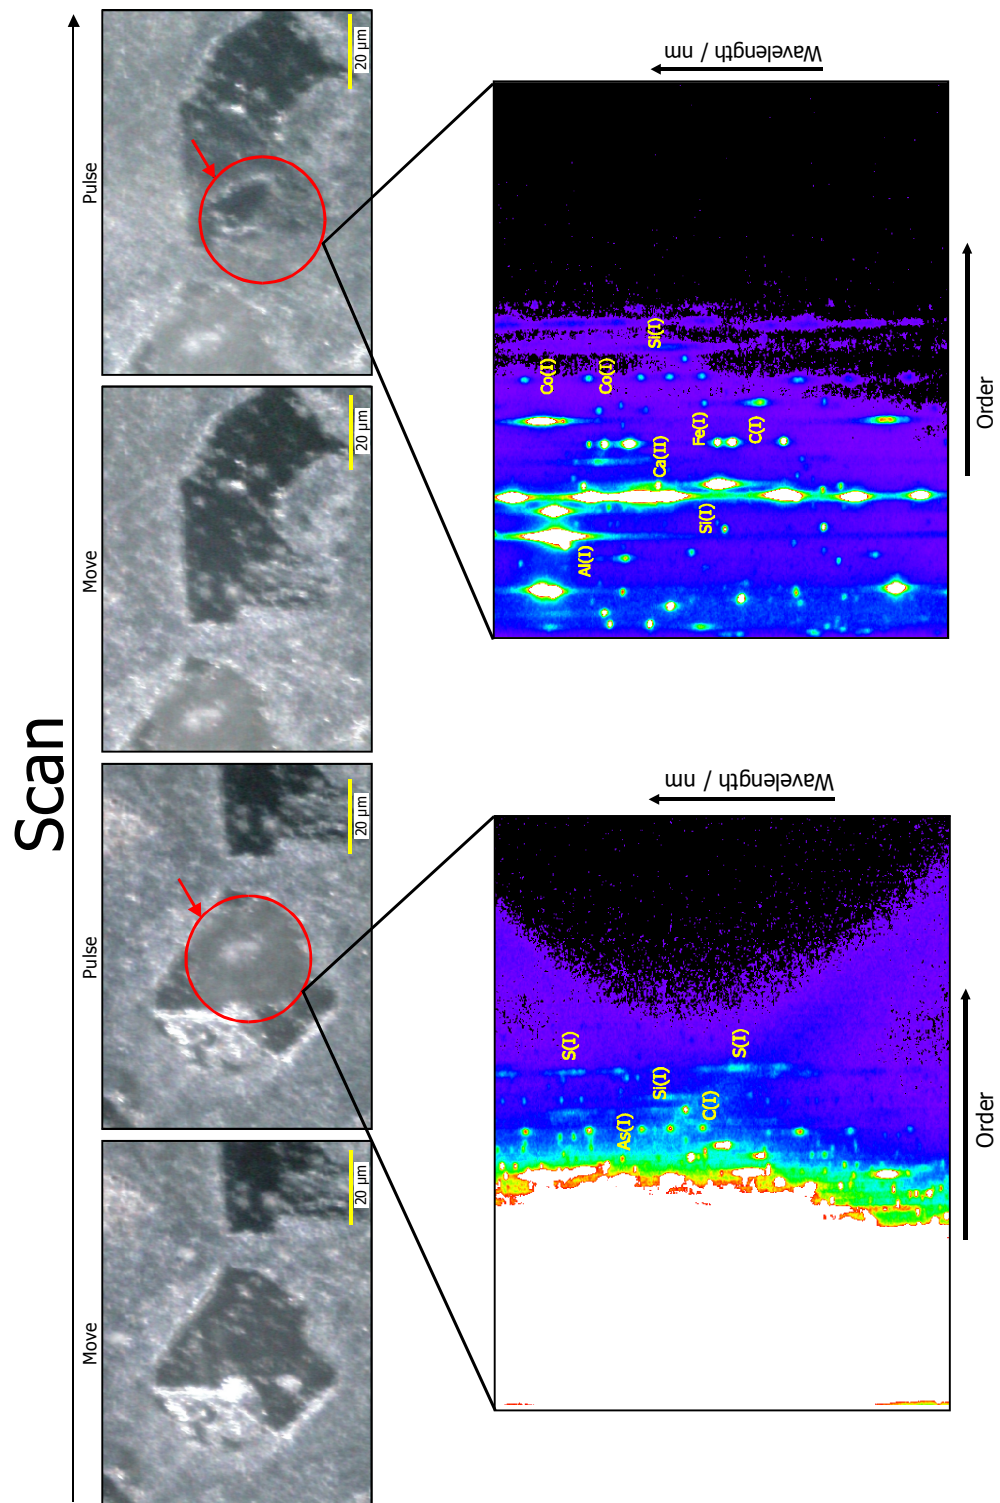 Scan
Move
Pulse
Move
Pulse
20 µm
20 µm
20 µm
20 µm
S(I)
As(I)
Si(I)
C(I)
S(I)
Wavelength / nm
Order
Co(I)
Al(I)
Co(I)
Ca(II)
Si(I)
Si(I)
Fe(I)
C(I)
Wavelength / nm
Order